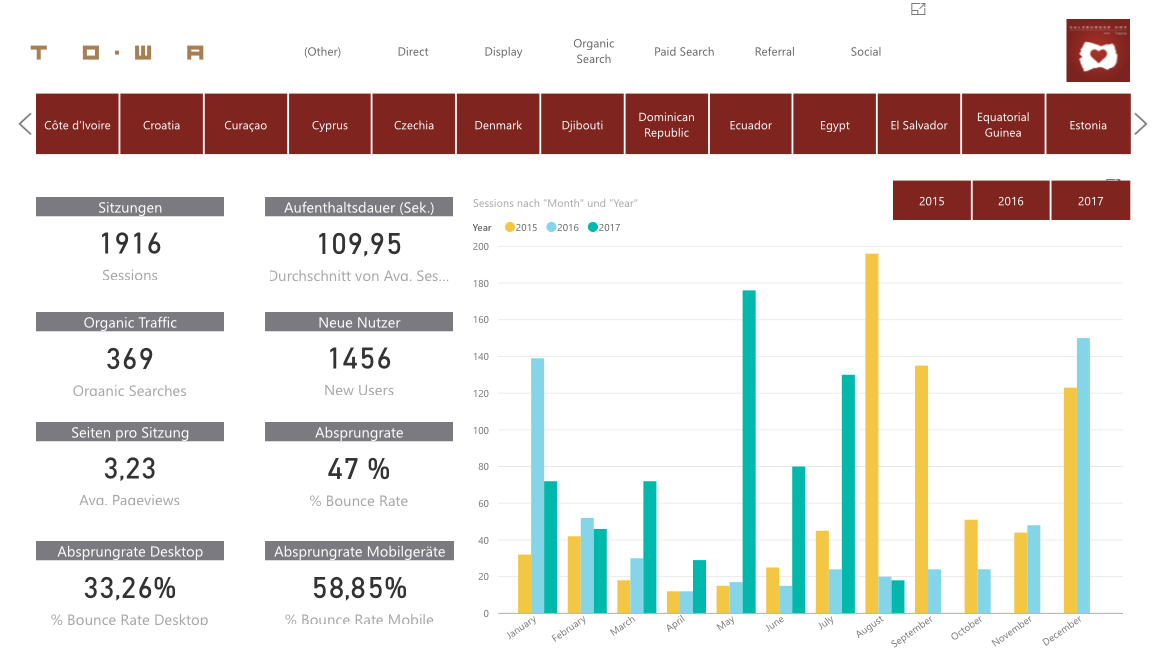 TO·WA
(Other)
Direct
Display
Organic
Search
Paid Search
Referral
Social
Côte d'Ivoire
Croatia
Curaçao
Cyprus
Czechia
Denmark
Djibouti
Dominican
Republic
Ecuador
Egypt
El Salvador
Equatorial
Guinea
Estonia
Sitzungen
1916
Sessions
Aufenthaltsdauer (Sek.)
109,95
Durchschnitt von Avg. Ses...
Organic Traffic
369
Organic Searches
Neue Nutzer
1456
New Users
Seiten pro Sitzung
3,23
Avg. Pageviews
Absprungrate
47 %
% Bounce Rate
Absprungrate Desktop
33,26%
% Bounce Rate Desktop
Absprungrate Mobilgeräte
58,85%
% Bounce Rate Mobile
2015
2016
2017
Sessions nach "Month" und "Year"
Year 2015 2016 2017
200
180
160
140
120
100
80
60
40
20
0
January
February
March
April
May
June
July
August
September
October
November
December